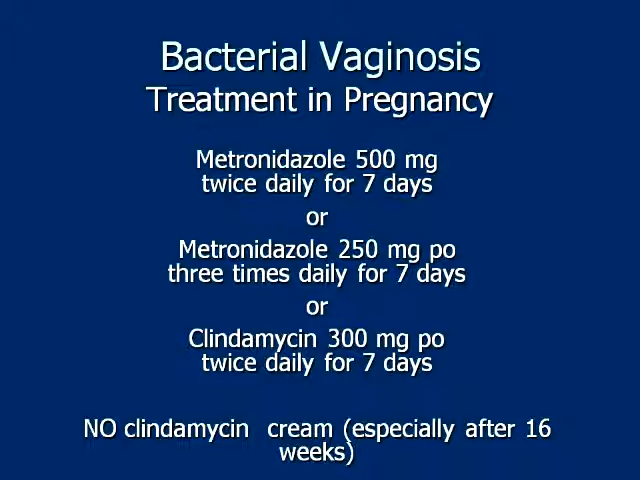 Bacterial Vaginosis
Treatment in Pregnancy
Metronidazole 500 mg
twice daily for 7 days
or
Metronidazole 250 mg po
three times daily for 7 days
or
Clindamycin 300 mg po
twice daily for 7 days
NO clindamycin cream (especially after 16
weeks)